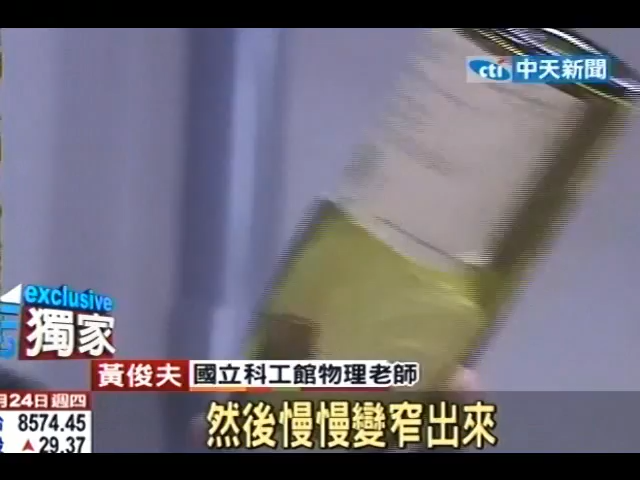 cti 中天新聞
exclusive
獨家
黃俊夫 國立科工館物理老師
月24日週四
8574.45
29.37
然後慢慢變窄出來